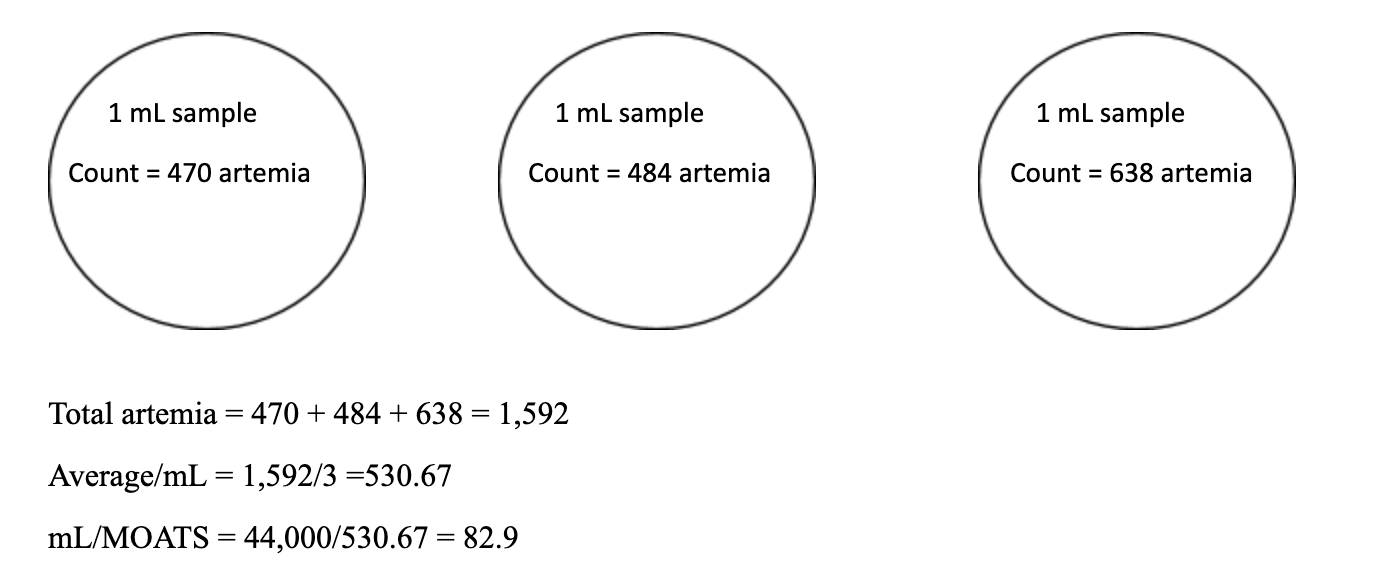 1 mL sample
Count = 470 artemia
1 mL sample
Count = 484 artemia
1 mL sample
Count = 638 artemia
Total artemia = 470 + 484 + 638 = 1,592
Average/mL = 1,592/3 =530.67
mL/MOATS = 44,000/530.67 = 82.9